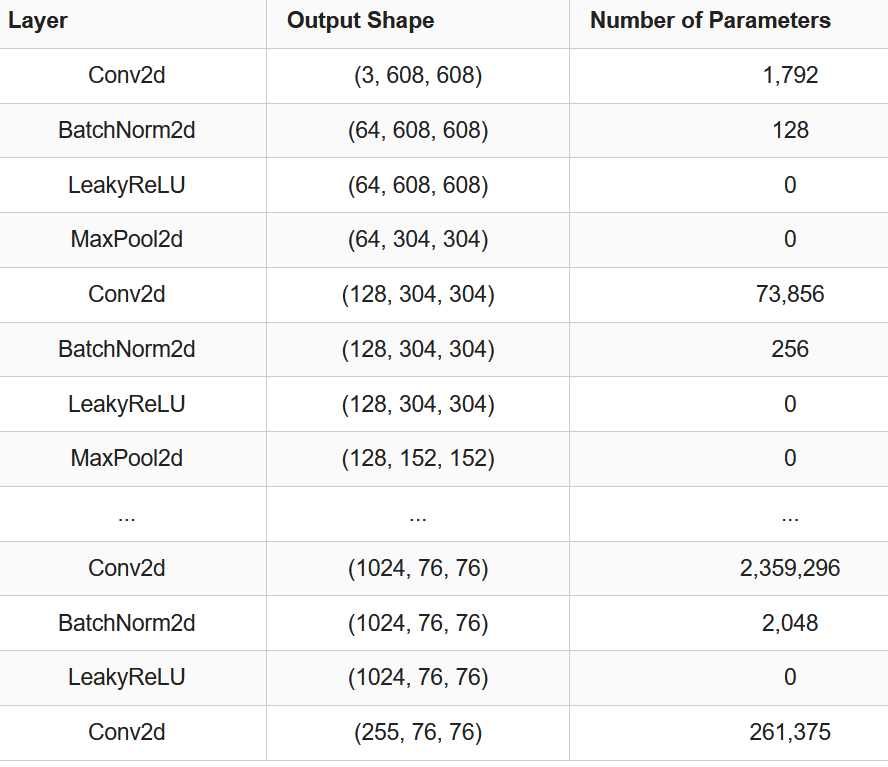 Layer Output Shape Number of Parameters
Conv2d (3, 608, 608) 1,792
BatchNorm2d (64, 608, 608) 128
LeakyReLU (64, 608, 608) 0
MaxPool2d (64, 304, 304) 0
Conv2d (128, 304, 304) 73,856
BatchNorm2d (128, 304, 304) 256
LeakyReLU (128, 304, 304) 0
MaxPool2d (128, 152, 152) 0
... ... ...
Conv2d (1024, 76, 76) 2,359,296
BatchNorm2d (1024, 76, 76) 2,048
LeakyReLU (1024, 76, 76) 0
Conv2d (255, 76, 76) 261,375